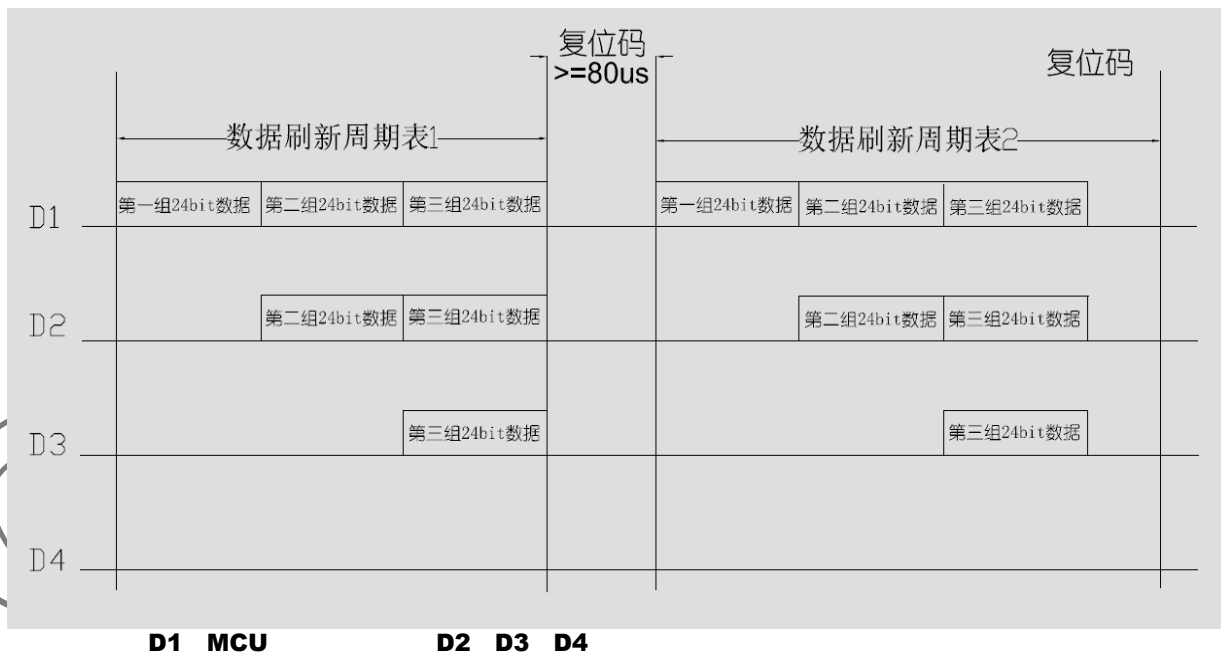 复位码
>=80us
复位码
数据刷新周期表1
数据刷新周期表2
D1
第一组24bit数据 第二组24bit数据 第三组24bit数据
第一组24bit数据 第二组24bit数据 第三组24bit数据
D2
第二组24bit数据 第三组24bit数据
第二组24bit数据 第三组24bit数据
D3
第三组24bit数据
第三组24bit数据
D4
D1 MCU D2 D3 D4